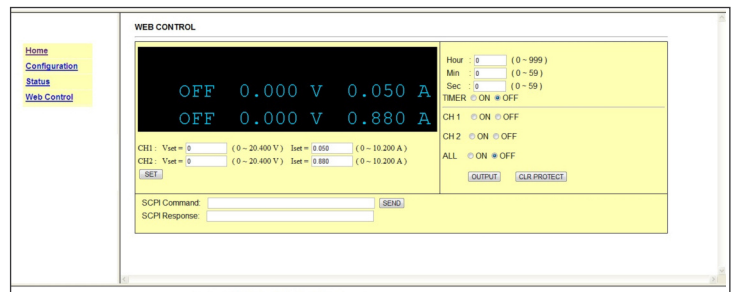 WEB CONTROL
Home
Configuration
Status
Web Control
OFF 0.000 V 0.050 A
OFF 0.000 V 0.880 A
CH1 : Vset = 0 ( 0 ~ 20.400 V ) Iset = 0.050 ( 0 ~ 10.200 A )
CH2 : Vset = 0 ( 0 ~ 20.400 V ) Iset = 0.880 ( 0 ~ 10.200 A )
SET
Hour : 0 ( 0 ~ 999 )
Min : 0 ( 0 ~ 59 )
Sec : 0 ( 0 ~ 59 )
TIMER ON OFF
CH 1 ON OFF
CH 2 ON OFF
ALL ON OFF
OUTPUT CLR PROTECT
SCPI Command: SEND
SCPI Response: